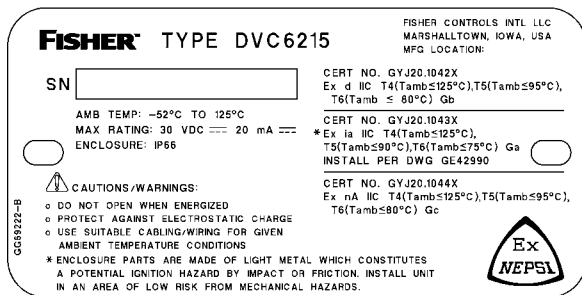 FISHER™ TYPE DVC6215
FISHER CONTROLS INTL LLC
MARSHALLTOWN, IOWA, USA
MFG LOCATION:
SN
AMB TEMP: -52°C TO 125°C
MAX RATING: 30 VDC ⎓ 20 mA ⎓
ENCLOSURE: IP66
CERT NO. GYJ20.1042X
Ex d IIC T4(Tamb≤125°C),T5(Tamb≤95°C),
T6(Tamb ≤ 80°C) Gb
CERT NO. GYJ20.1043X
* Ex ia IIC T4(Tamb≤125°C),
T5(Tamb≤90°C),T6(Tamb≤75°C) Ga
INSTALL PER DWG GE42990
CERT NO. GYJ20.1044X
Ex nA IIC T4(Tamb≤125°C),T5(Tamb≤95°C),
T6(Tamb≤80°C) Gc
CAUTIONS/WARNINGS:
o DO NOT OPEN WHEN ENERGIZED
o PROTECT AGAINST ELECTROSTATIC CHARGE
o USE SUITABLE CABLING/WIRING FOR GIVEN
AMBIENT TEMPERATURE CONDITIONS
* ENCLOSURE PARTS ARE MADE OF LIGHT METAL WHICH CONSTITUTES
A POTENTIAL IGNITION HAZARD BY IMPACT OR FRICTION. INSTALL UNIT
IN AN AREA OF LOW RISK FROM MECHANICAL HAZARDS.
GG89222-B
Ex
NEPSI